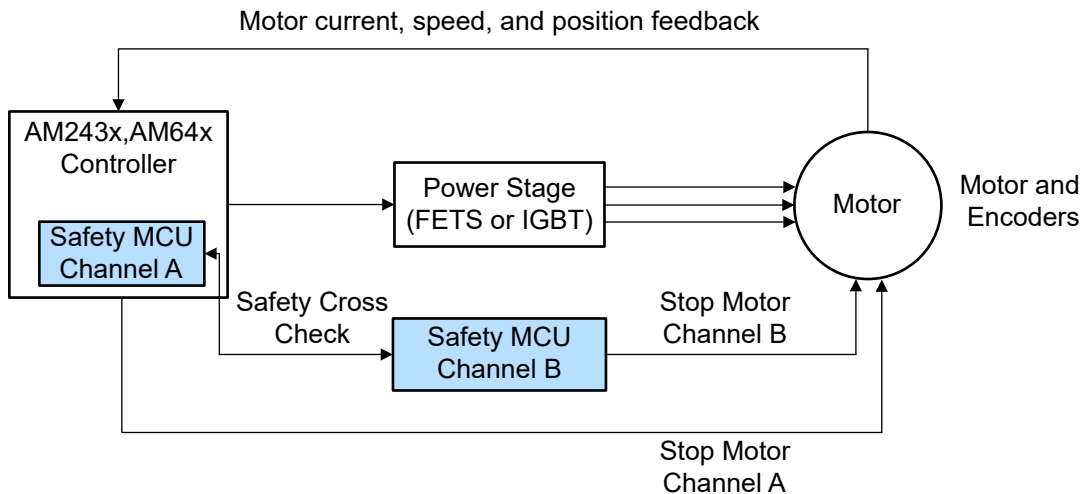 Motor current, speed, and position feedback
AM243x,AM64x
Controller
Safety MCU
Channel A
Power Stage
(FETS or IGBT)
Motor
Motor and
Encoders
Safety Cross
Check
Safety MCU
Channel B
Stop Motor
Channel B
Stop Motor
Channel A